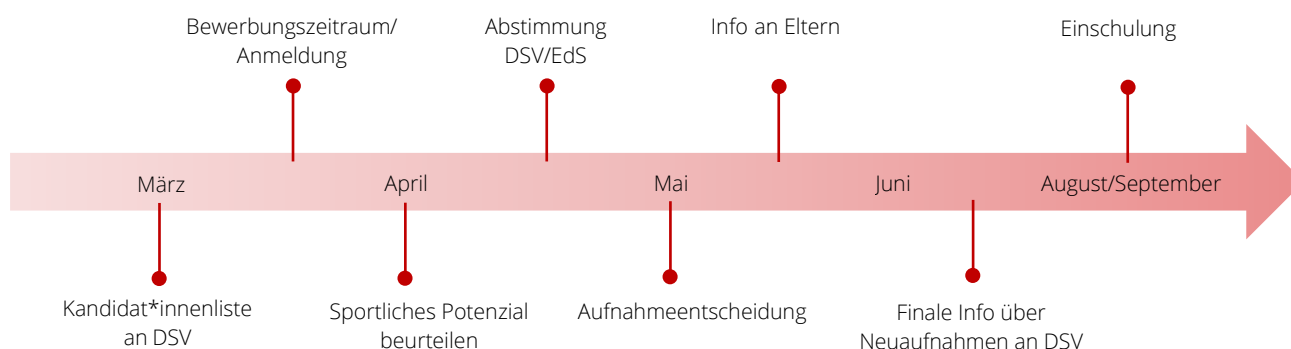 Bewerbungszeitraum/
Anmeldung
Abstimmung
DSV/EdS
Info an Eltern
Einschulung
März
April
Mai
Juni
August/September
Kandidat*innenliste
an DSV
Sportliches Potenzial
beurteilen
Aufnahmeentscheidung
Finale Info über
Neuaufnahmen an DSV